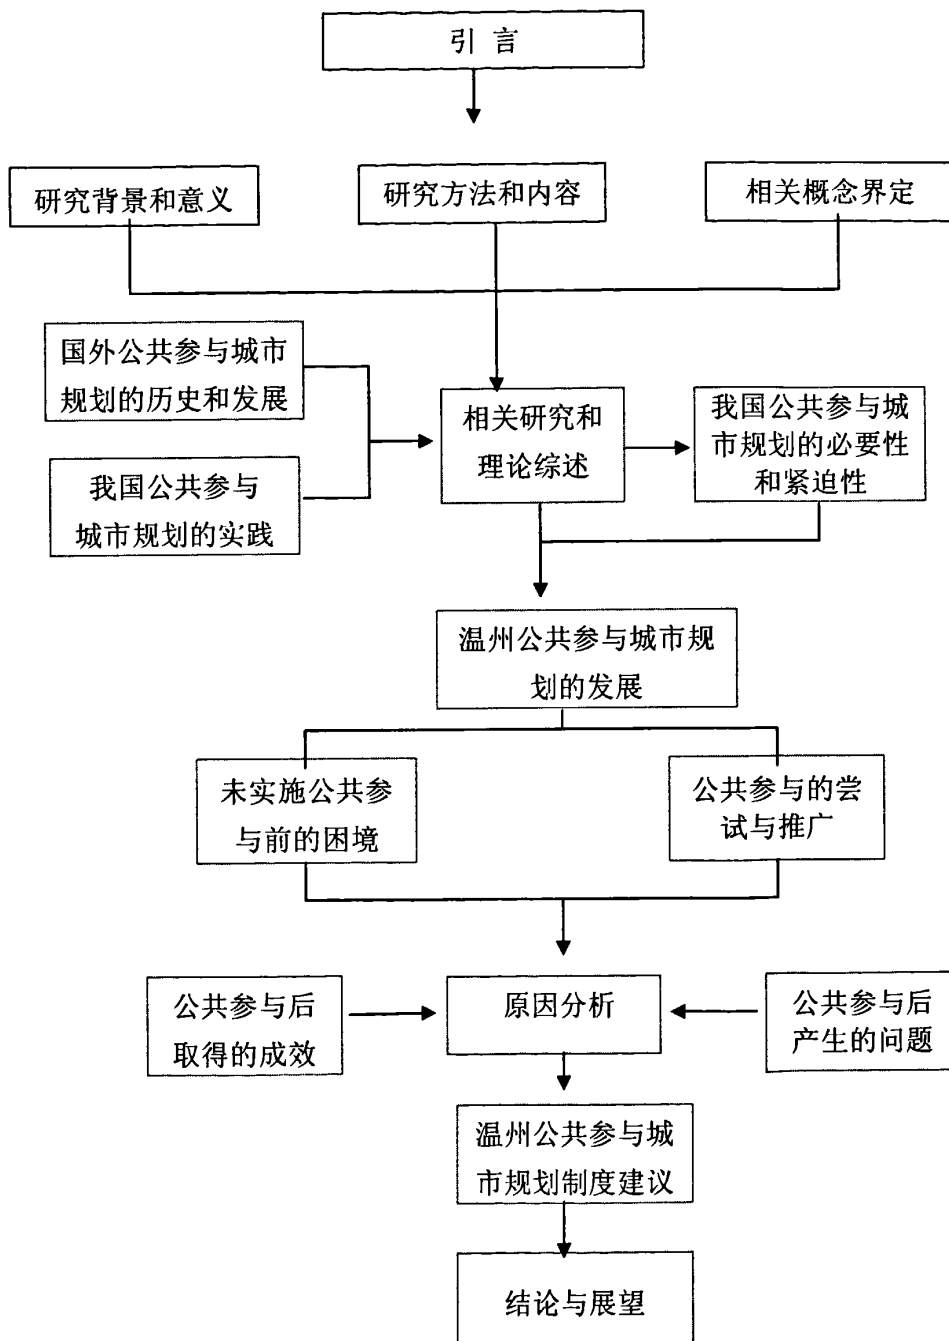 引 言
研究背景和意义
研究方法和内容
相关概念界定
国外公共参与城市
规划的历史和发展
我国公共参与
城市规划的实践
相关研究和
理论综述
我国公共参与城
市规划的必要性
和紧迫性
温州公共参与城市规
划的发展
未实施公共参
与前的困境
公共参与的尝
试与推广
公共参与后
取得的成效
原因分析
公共参与后
产生的问题
温州公共参与城
市规划制度建议
结论与展望